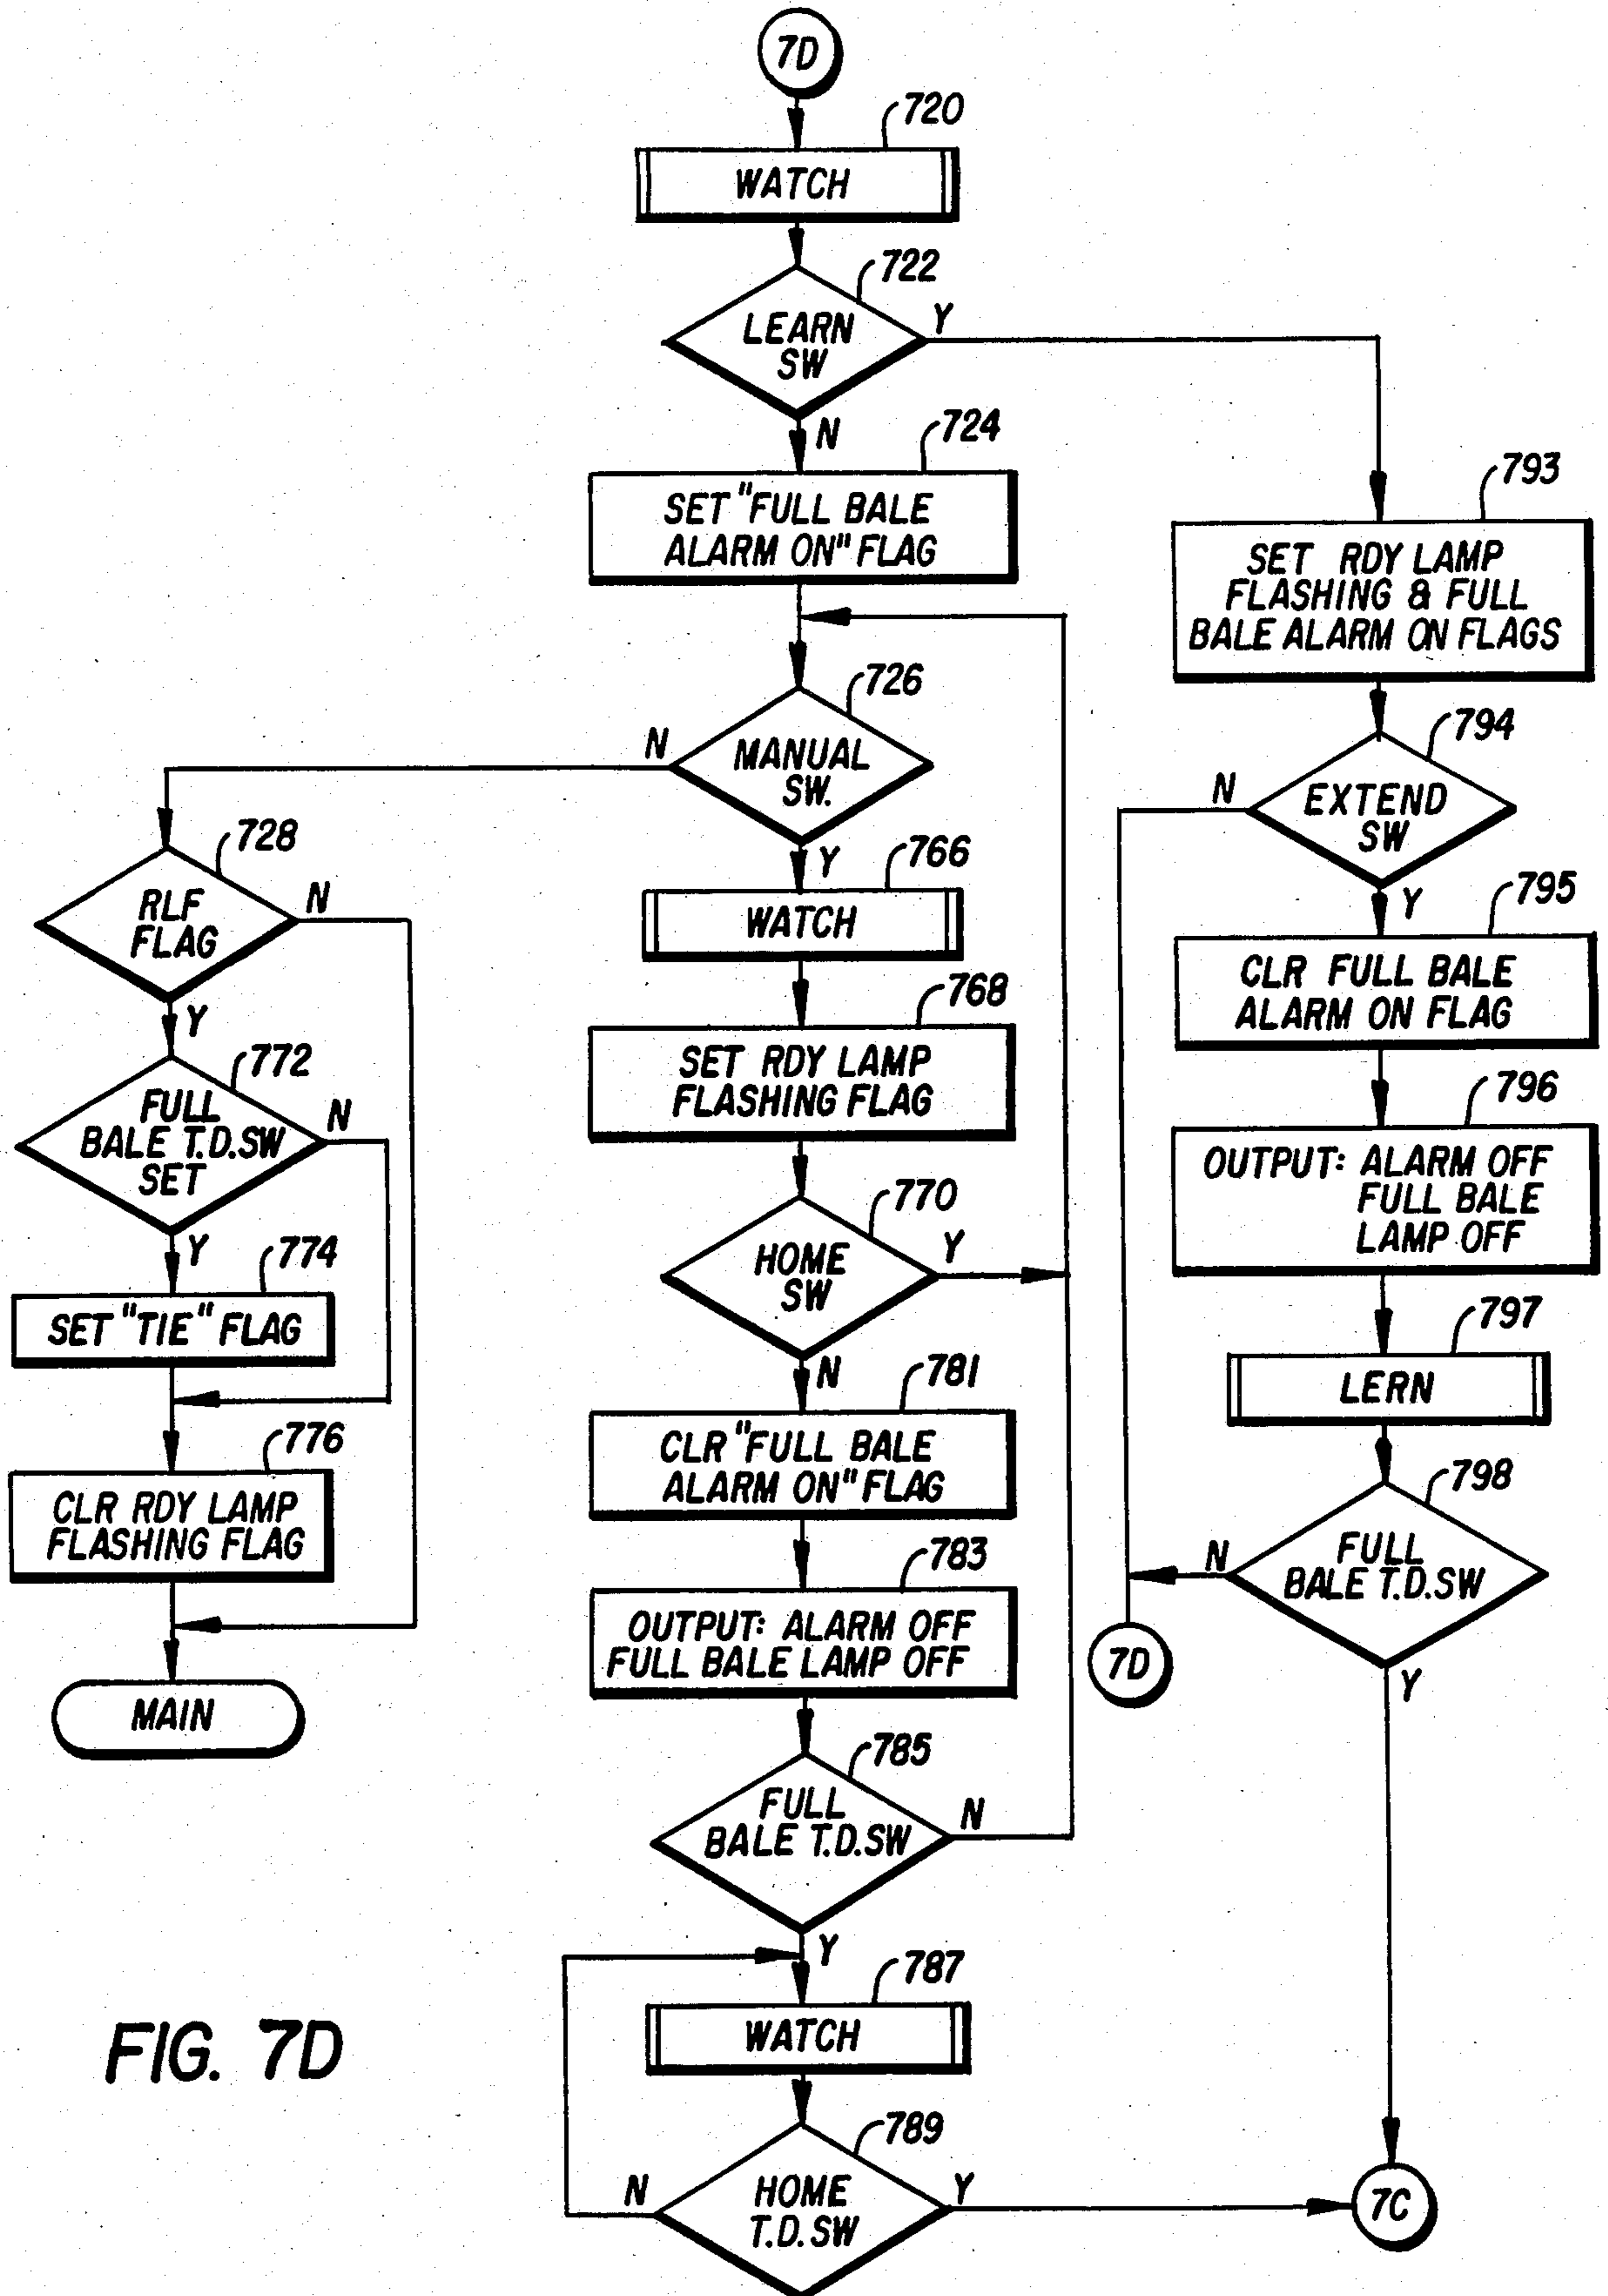 7D
720
WATCH
722
LEARN
SW
Y
N
724
SET "FULL BALE
ALARM ON" FLAG
726
MANUAL
SW.
N
Y
728
RLF
FLAG
N
Y
772
FULL
BALE T.D.SW
SET
N
Y
774
SET "TIE" FLAG
776
CLR RDY LAMP
FLASHING FLAG
MAIN
766
WATCH
768
SET RDY LAMP
FLASHING FLAG
770
HOME
SW
Y
N
781
CLR "FULL BALE
ALARM ON" FLAG
783
OUTPUT: ALARM OFF
FULL BALE LAMP OFF
785
FULL
BALE T.D.SW
N
Y
787
WATCH
789
HOME
T.D.SW
N
Y
793
SET RDY LAMP
FLASHING & FULL
BALE ALARM ON FLAGS
794
EXTEND
SW
N
Y
795
CLR FULL BALE
ALARM ON FLAG
796
OUTPUT: ALARM OFF
FULL BALE
LAMP OFF
797
LERN
798
FULL
BALE T.D.SW
N
Y
7D
7C
FIG. 7D